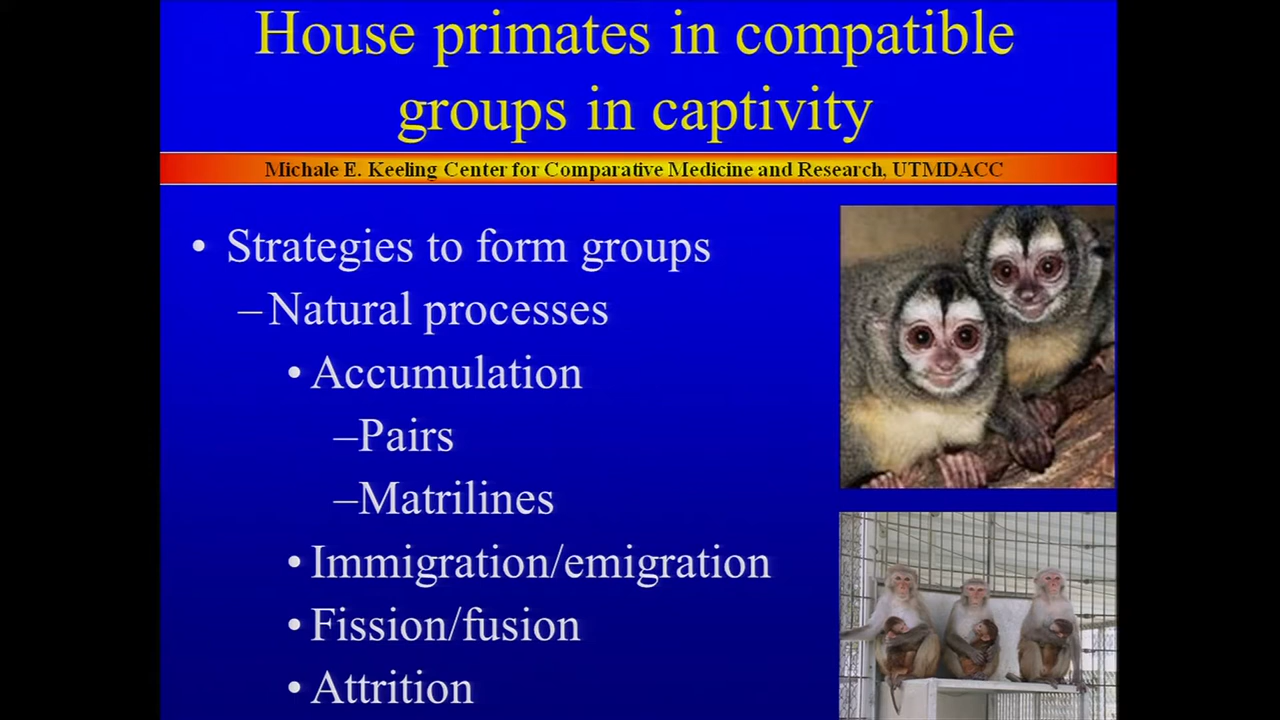 House primates in compatible
groups in captivity
Michale E. Keeling Center for Comparative Medicine and Research, UTMDACC
• Strategies to form groups
–Natural processes
• Accumulation
–Pairs
–Matrilines
• Immigration/emigration
• Fission/fusion
• Attrition